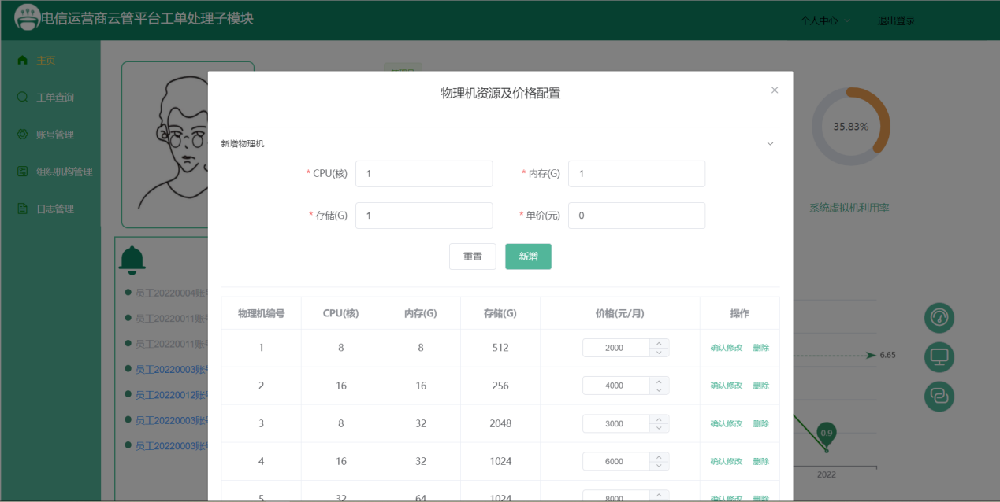 电信运营商云管平台工单处理子模块
个人中心
退出登录
主页
工单查询
账号管理
组织机构管理
日志管理
物理机资源及价格配置
新增物理机
* CPU(核) 1 * 内存(G) 1
* 存储(G) 1 * 单价(元) 0
重置 新增
物理机编号 CPU(核) 内存(G) 存储(G) 价格(元/月) 操作
1 8 8 512 2000 确认修改 删除
2 16 16 256 4000 确认修改 删除
3 8 32 2048 3000 确认修改 删除
4 16 32 1024 6000 确认修改 删除
5 32 64 1024 8000 确认修改 删除
员工20220004账
员工20220011账
员工20220011账
员工20220003账
员工20220012账
员工20220003账
员工20220003账
35.83%
系统虚拟机利用率
6.65
0.9
2022